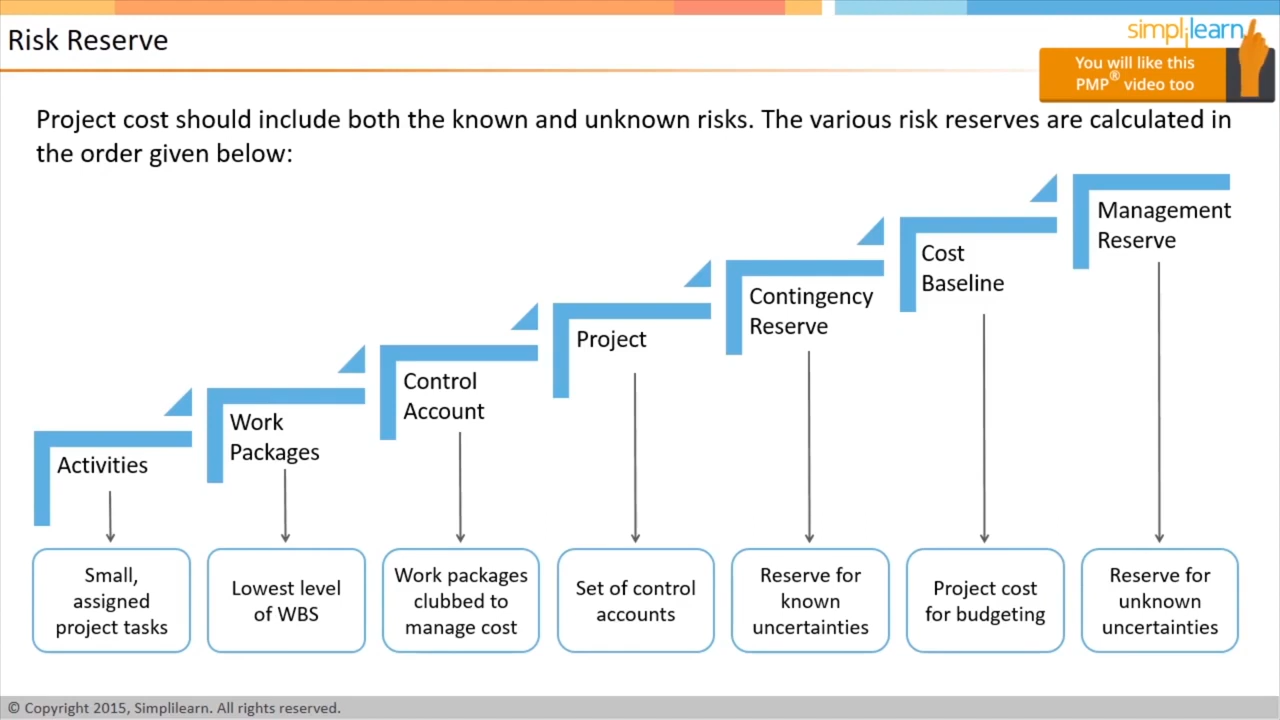 Risk Reserve
simplilearn
You will like this
PMP® video too
Project cost should include both the known and unknown risks. The various risk reserves are calculated in
the order given below:
Activities
Work
Packages
Control
Account
Project
Contingency
Reserve
Cost
Baseline
Management
Reserve
Small,
assigned
project tasks
Lowest level
of WBS
Work packages
clubbed to
manage cost
Set of control
accounts
Reserve for
known
uncertainties
Project cost
for budgeting
Reserve for
unknown
uncertainties
© Copyright 2015, Simplilearn. All rights reserved.